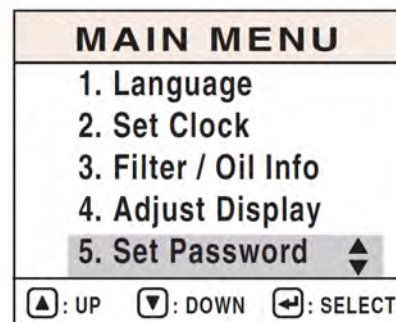 MAIN MENU
1. Language
2. Set Clock
3. Filter / Oil Info
4. Adjust Display
5. Set Password
: UP : DOWN : SELECT